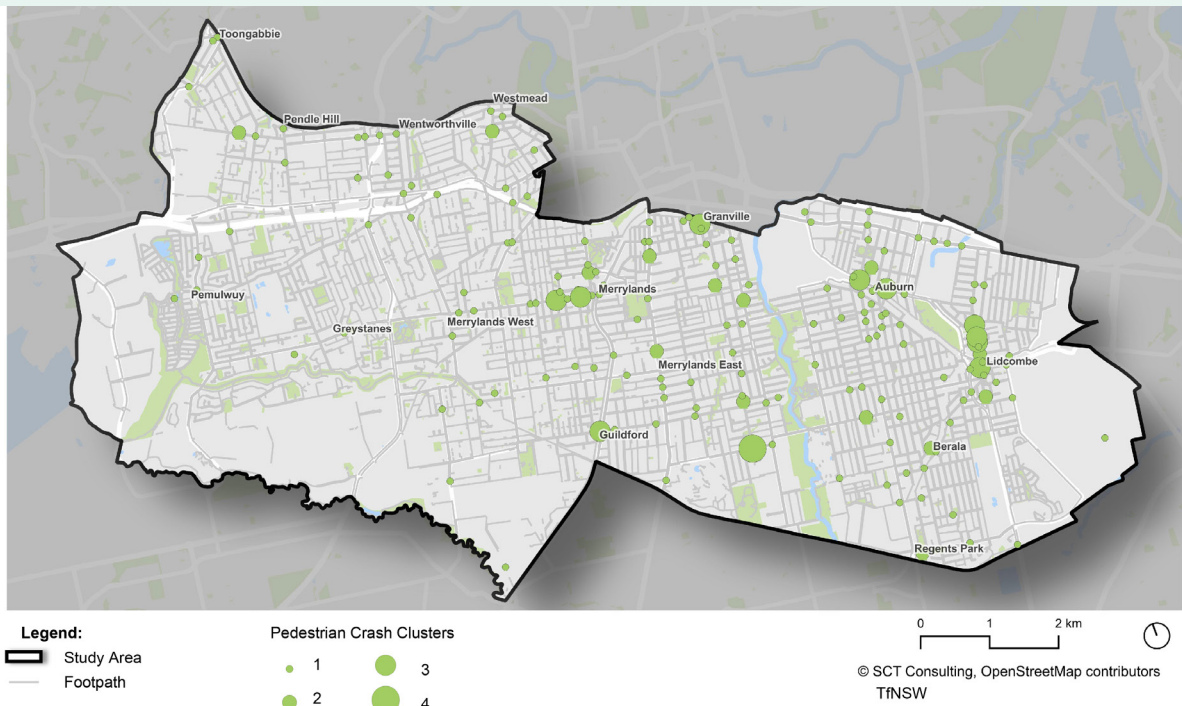 Toongabbie
Westmead
Pendle Hill
Wentworthville
Granville
Auburn
Merrylands
Pemulwuy
Merrylands West
Greystanes
Lidcombe
Merrylands East
Guildford
Berala
Regents Park
Legend:
Study Area
Footpath
Pedestrian Crash Clusters
1
2
3
4
0 1 2 km
© SCT Consulting, OpenStreetMap contributors
TfNSW